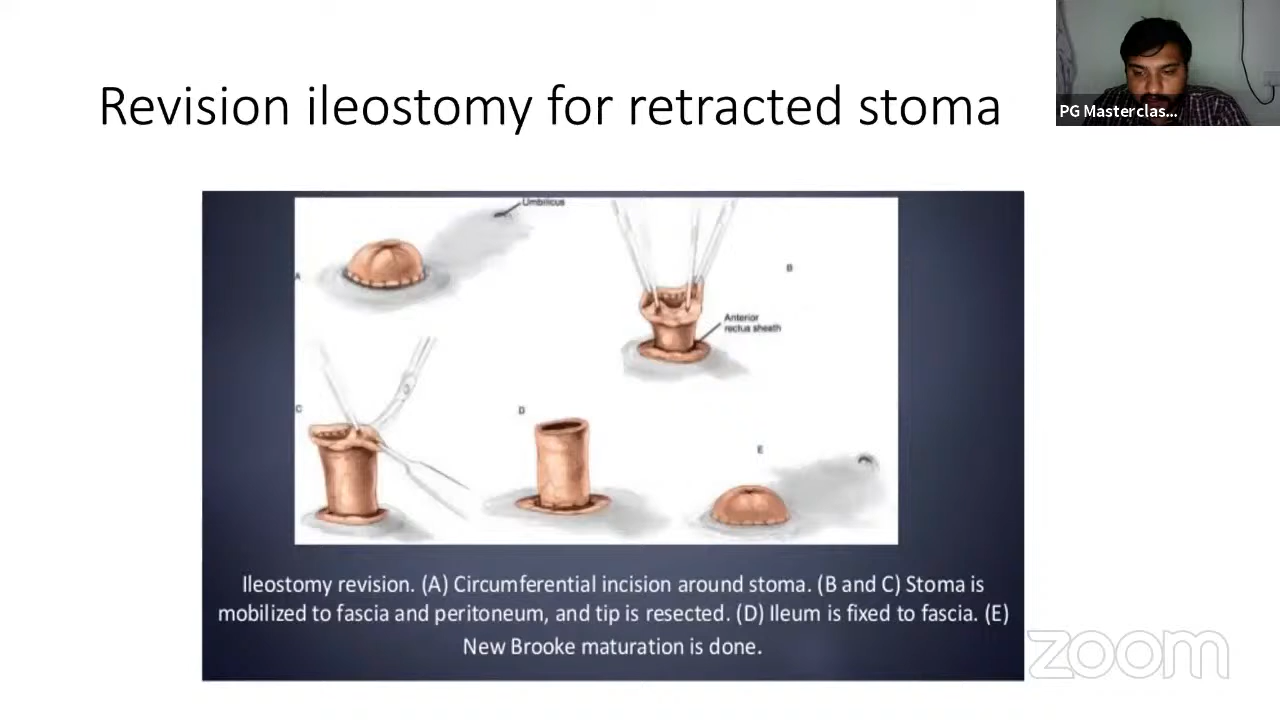 Revision ileostomy for retracted stoma
PG Masterclas...
Umbilicus
A
B
Anterior
rectus sheath
C
D
E
Ileostomy revision. (A) Circumferential incision around stoma. (B and C) Stoma is
mobilized to fascia and peritoneum, and tip is resected. (D) Ileum is fixed to fascia. (E)
New Brooke maturation is done.
zoom